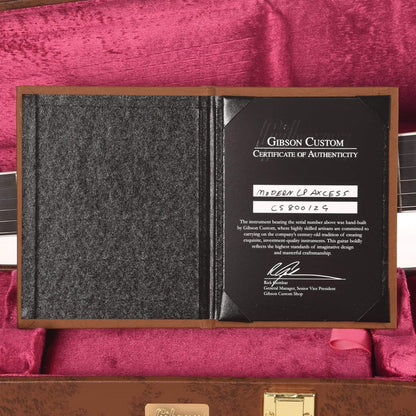 GIBSON CUSTOM
CERTIFICATE OF AUTHENTICITY
MODERN LP AXCESS
CS800129
The instrument bearing the serial number above was hand-built
by Gibson Custom, where highly skilled artisans are committed to
carrying on the company's century-old tradition of creating
exquisite, investment-quality instruments. This guitar boldly
reflects the highest standards of imaginative design
and masterful craftsmanship.
Rick Gembar
General Manager, Senior Vice President
Gibson Custom Shop